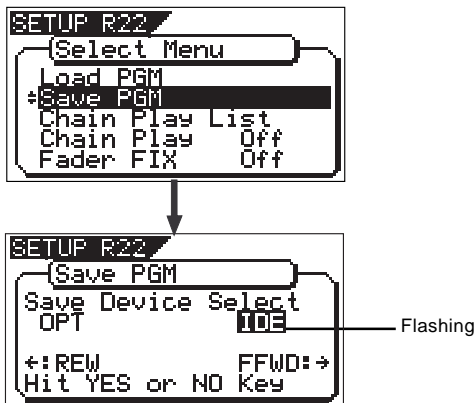 SETUP R22
Select Menu
Load PGM
Save PGM
Chain Play List
Chain Play Off
Fader FIX Off
SETUP R22
Save PGM
Save Device Select
OPT IDE
Flashing
←:REW FFWD:→
Hit YES or NO Key